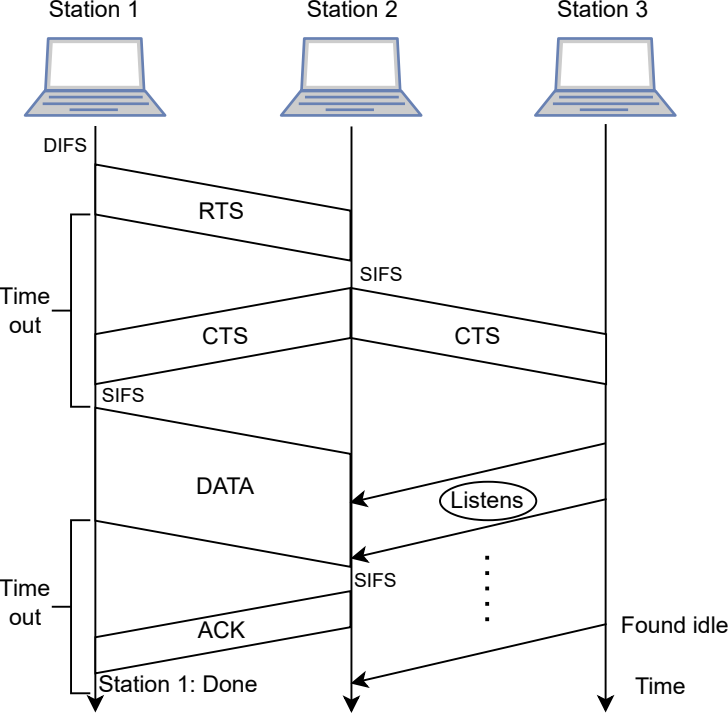 Station 1
Station 2
Station 3
DIFS
RTS
SIFS
Time
out
CTS
CTS
SIFS
DATA
Listens
SIFS
Time
out
ACK
Found idle
Station 1: Done
Time